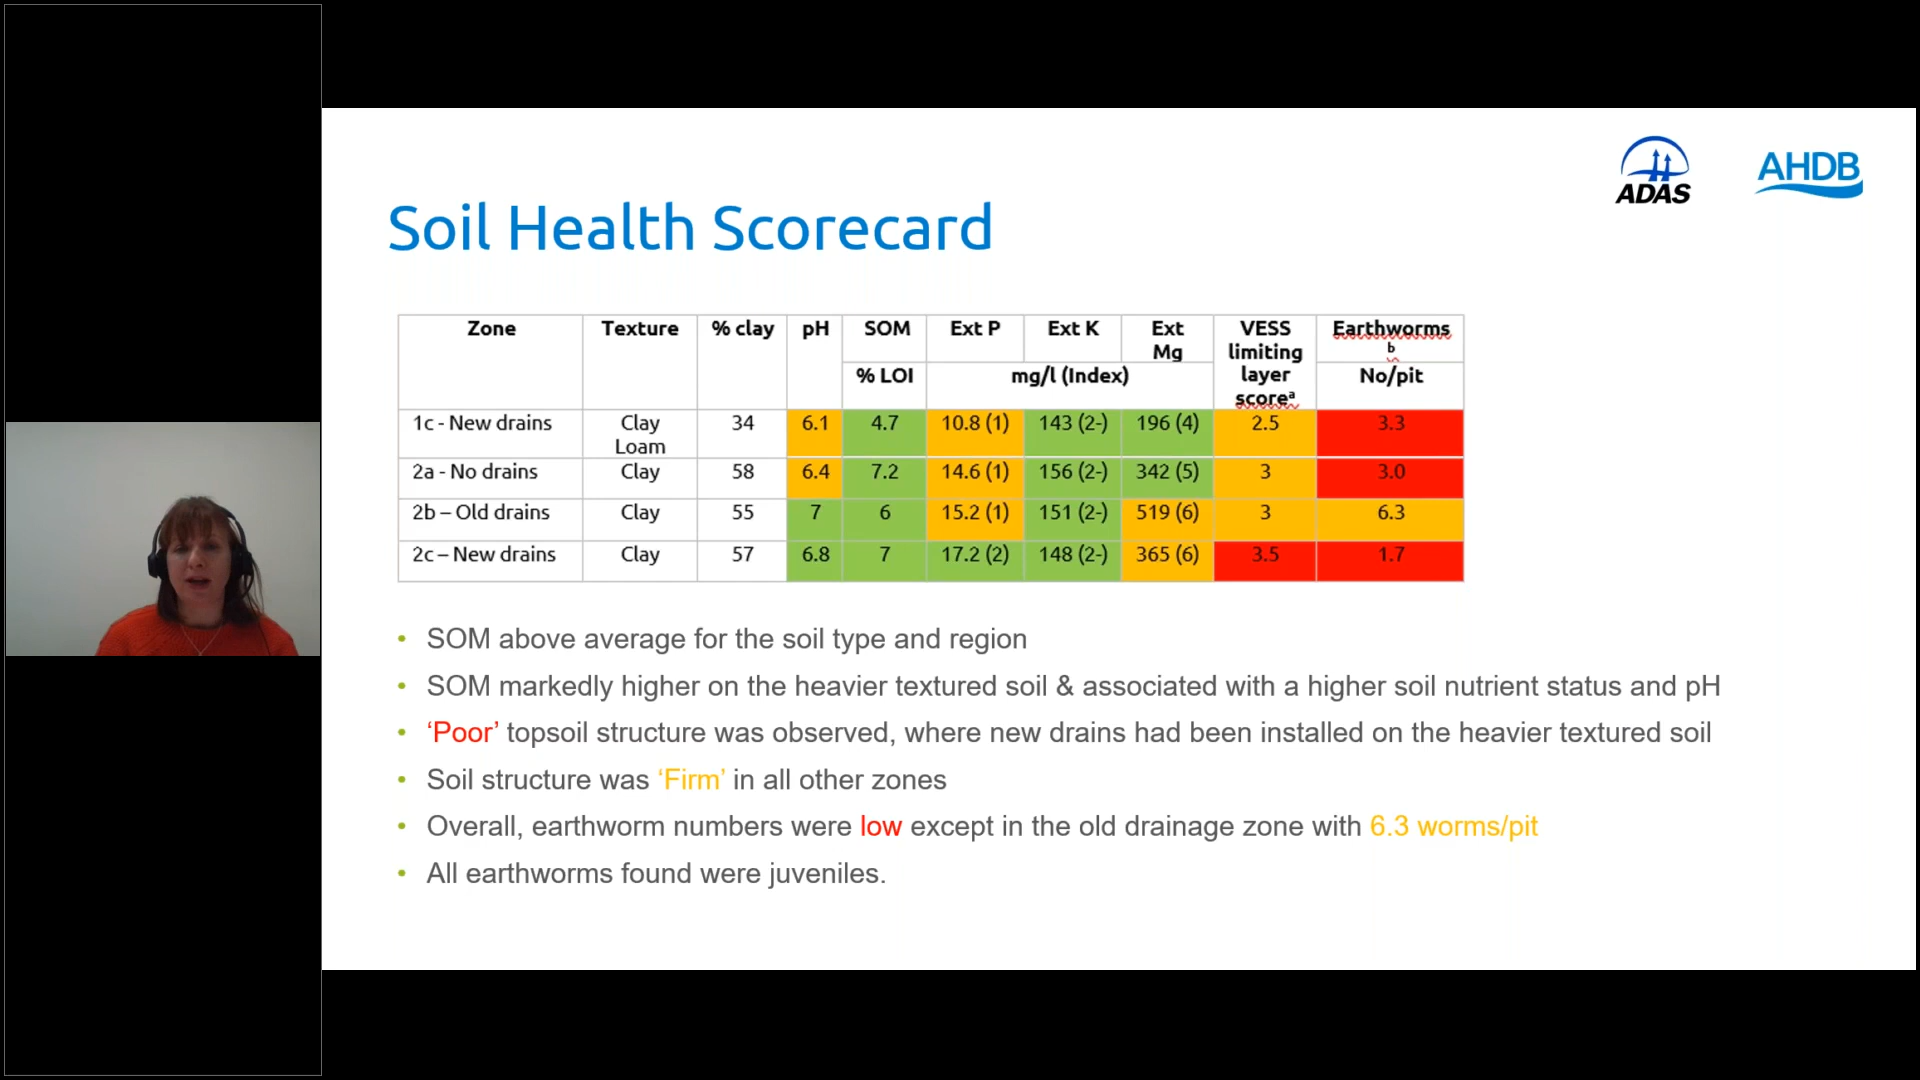 ADAS
AHDB
Soil Health Scorecard
Zone Texture % clay pH SOM Ext P Ext K Ext Mg VESS limiting layer scoreᵃ Earthworms ᵇ
% LOI mg/l (Index) No/pit
1c - New drains Clay Loam 34 6.1 4.7 10.8 (1) 143 (2-) 196 (4) 2.5 3.3
2a - No drains Clay 58 6.4 7.2 14.6 (1) 156 (2-) 342 (5) 3 3.0
2b – Old drains Clay 55 7 6 15.2 (1) 151 (2-) 519 (6) 3 6.3
2c – New drains Clay 57 6.8 7 17.2 (2) 148 (2-) 365 (6) 3.5 1.7
• SOM above average for the soil type and region
• SOM markedly higher on the heavier textured soil & associated with a higher soil nutrient status and pH
• ‘Poor’ topsoil structure was observed, where new drains had been installed on the heavier textured soil
• Soil structure was ‘Firm’ in all other zones
• Overall, earthworm numbers were low except in the old drainage zone with 6.3 worms/pit
• All earthworms found were juveniles.